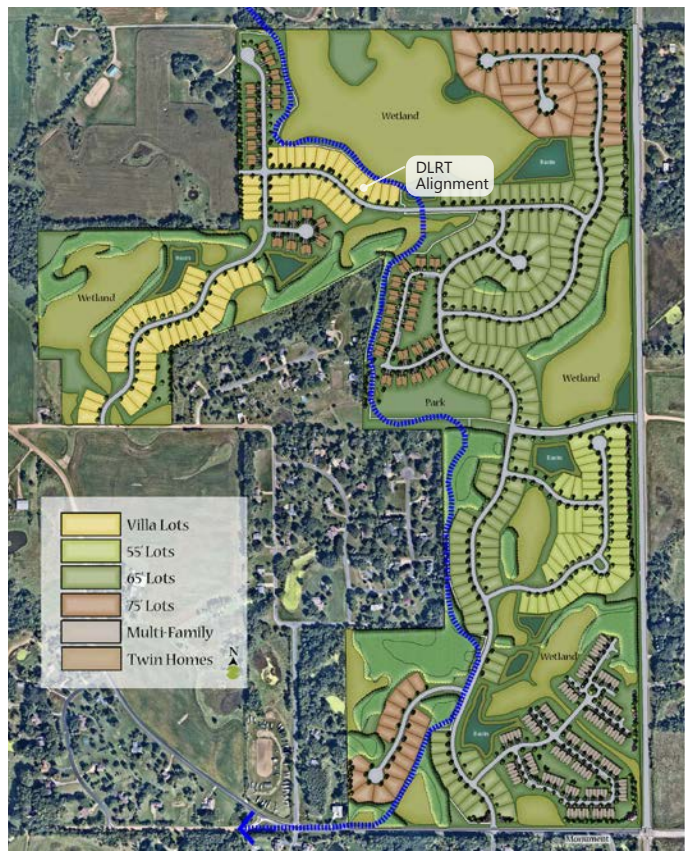 Wetland
Basin
DLRT
Alignment
Basin
Wetland
Wetland
Park
Basin
Villa Lots
55' Lots
65' Lots
75' Lots
Multi-Family
Twin Homes
N
Wetland
Basin
Monument